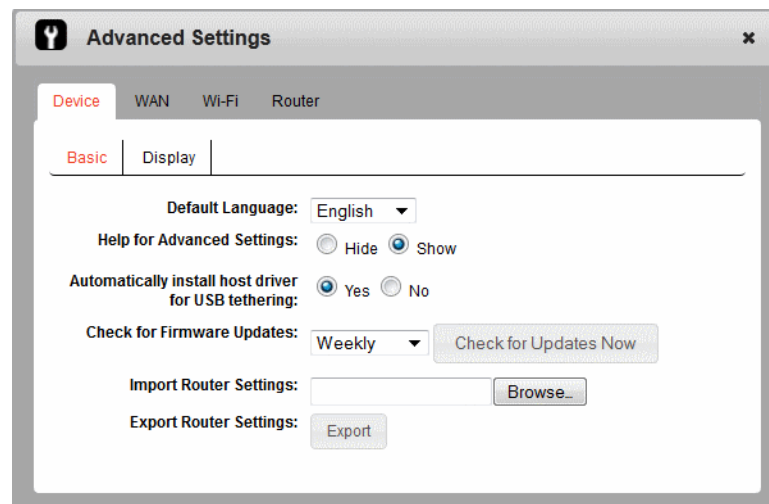 Advanced Settings
Device WAN Wi-Fi Router
Basic Display
Default Language: English
Help for Advanced Settings: Hide Show
Automatically install host driver
for USB tethering: Yes No
Check for Firmware Updates: Weekly Check for Updates Now
Import Router Settings: Browse...
Export Router Settings: Export